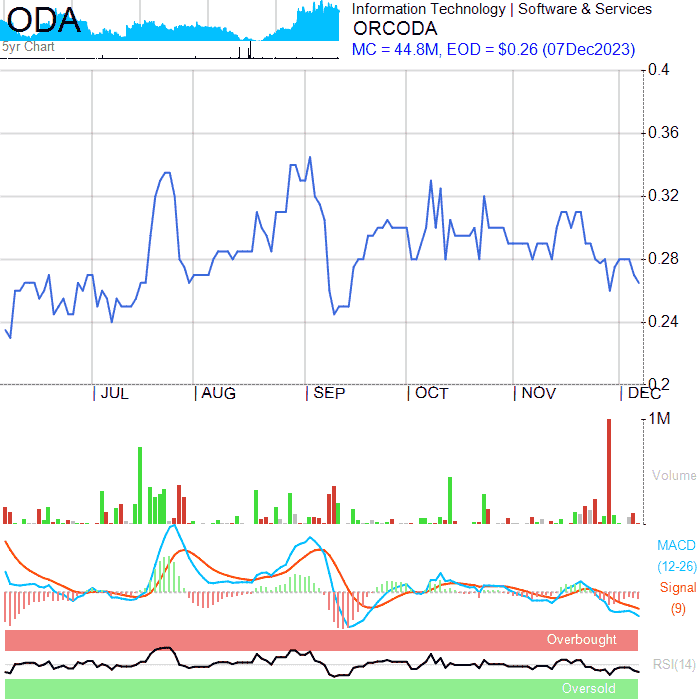 ODA
5yr Chart
Information Technology | Software & Services
ORCODA
MC = 44.8M, EOD = $0.26 (07Dec2023)
0.4
0.36
0.32
0.28
0.24
0.2
JUL AUG SEP OCT NOV DEC
1M
Volume
MACD
(12-26)
Signal
(9)
Overbought
RSI(14)
Oversold